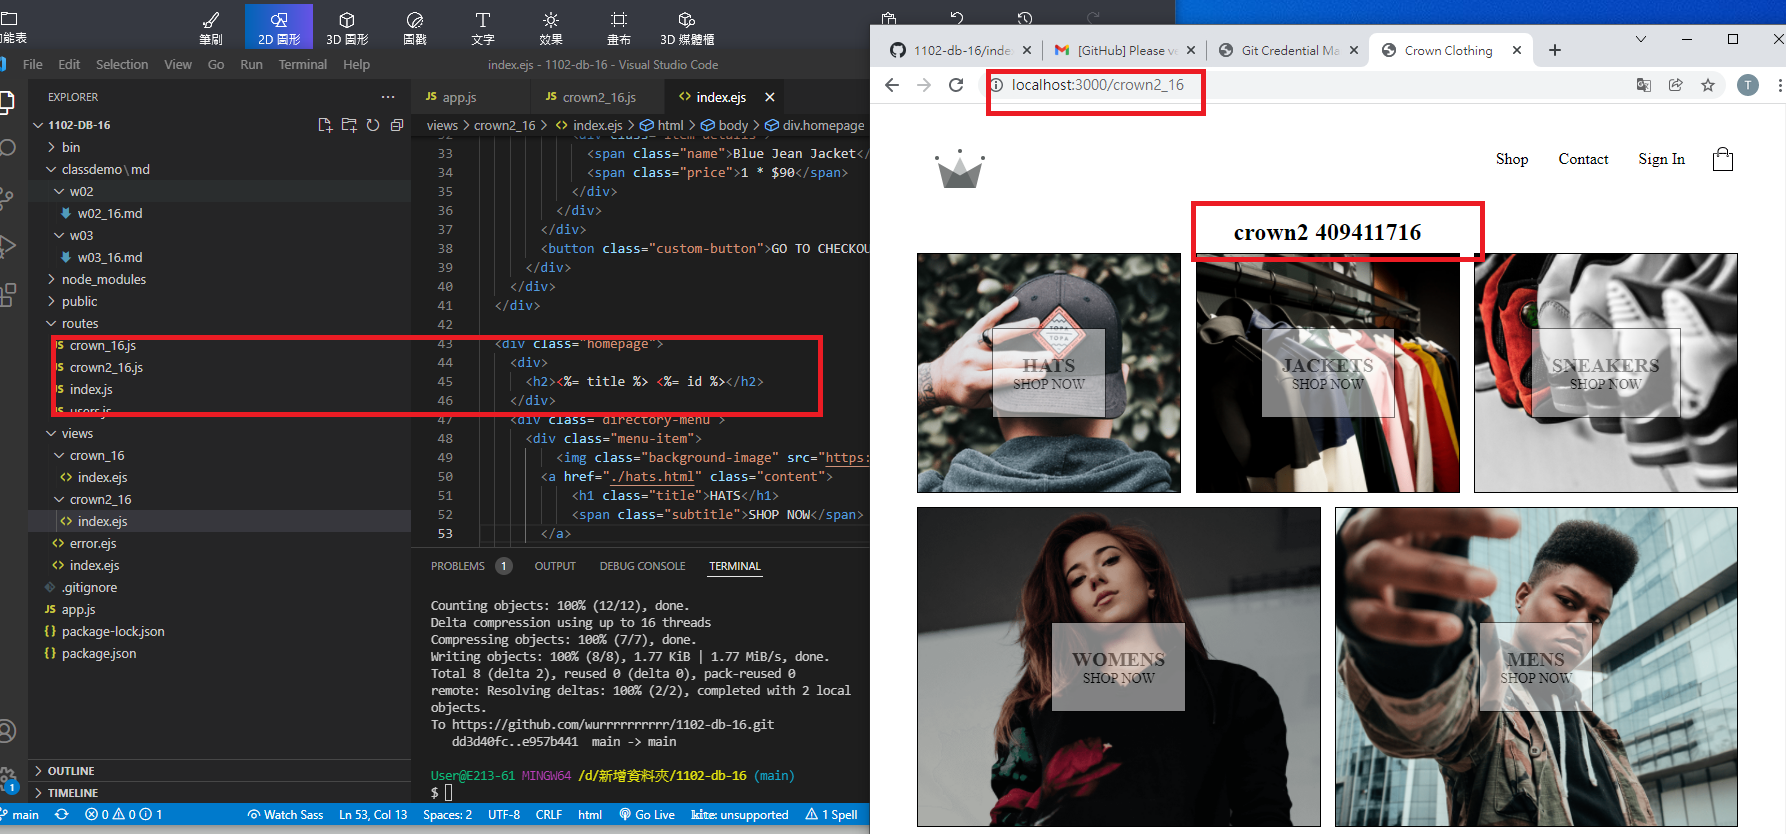 功能表
筆刷
2D 圖形
3D 圖形
圖戳
文字
效果
畫布
3D 媒體櫃
File Edit Selection View Go Run Terminal Help
index.ejs - 1102-db-16 - Visual Studio Code
EXPLORER
1102-DB-16
bin
classdemo\md
w02
w02_16.md
w03
w03_16.md
node_modules
public
routes
crown_16.js
crown2_16.js
index.js
users.js
views
crown_16
index.ejs
crown2_16
index.ejs
error.ejs
index.ejs
.gitignore
app.js
package-lock.json
package.json
OUTLINE
TIMELINE
app.js crown2_16.js index.ejs
views > crown2_16 > index.ejs > html > body > div.homepage
32 <div class="item-details">
33 <span class="name">Blue Jean Jacket</
34 <span class="price">1 * $90</span>
35 </div>
36 </div>
37 </div>
38 <button class="custom-button">GO TO CHECKOU
39 </div>
40 </div>
41 </div>
42
43 <div class="homepage">
44 <div>
45 <h2><%= title %> <%= id %></h2>
46 </div>
47 <div class="directory-menu">
48 <div class="menu-item">
49 <img class="background-image" src="https:
50 <a href="./hats.html" class="content">
51 <h1 class="title">HATS</h1>
52 <span class="subtitle">SHOP NOW</span>
53 </a>
PROBLEMS 1 OUTPUT DEBUG CONSOLE TERMINAL
Counting objects: 100% (12/12), done.
Delta compression using up to 16 threads
Compressing objects: 100% (7/7), done.
Writing objects: 100% (8/8), 1.77 KiB | 1.77 MiB/s, done.
Total 8 (delta 2), reused 0 (delta 0), pack-reused 0
remote: Resolving deltas: 100% (2/2), completed with 2 local
objects.
To https://github.com/wurrrrrrrrrr/1102-db-16.git
dd3d40fc..e957b441 main -> main
User@E213-61 MINGW64 /d/新增資料夾/1102-db-16 (main)
$
main 0 0 1 Watch Sass Ln 53, Col 13 Spaces: 2 UTF-8 CRLF html Go Live kite: unsupported 1 Spell
1
1102-db-16/inde [GitHub] Please ve Git Credential Ma Crown Clothing
localhost:3000/crown2_16
T
Shop Contact Sign In
crown2 409411716
TOPA
TOPA
HATS
SHOP NOW
JACKETS
SHOP NOW
SNEAKERS
SHOP NOW
WOMENS
SHOP NOW
MENS
SHOP NOW